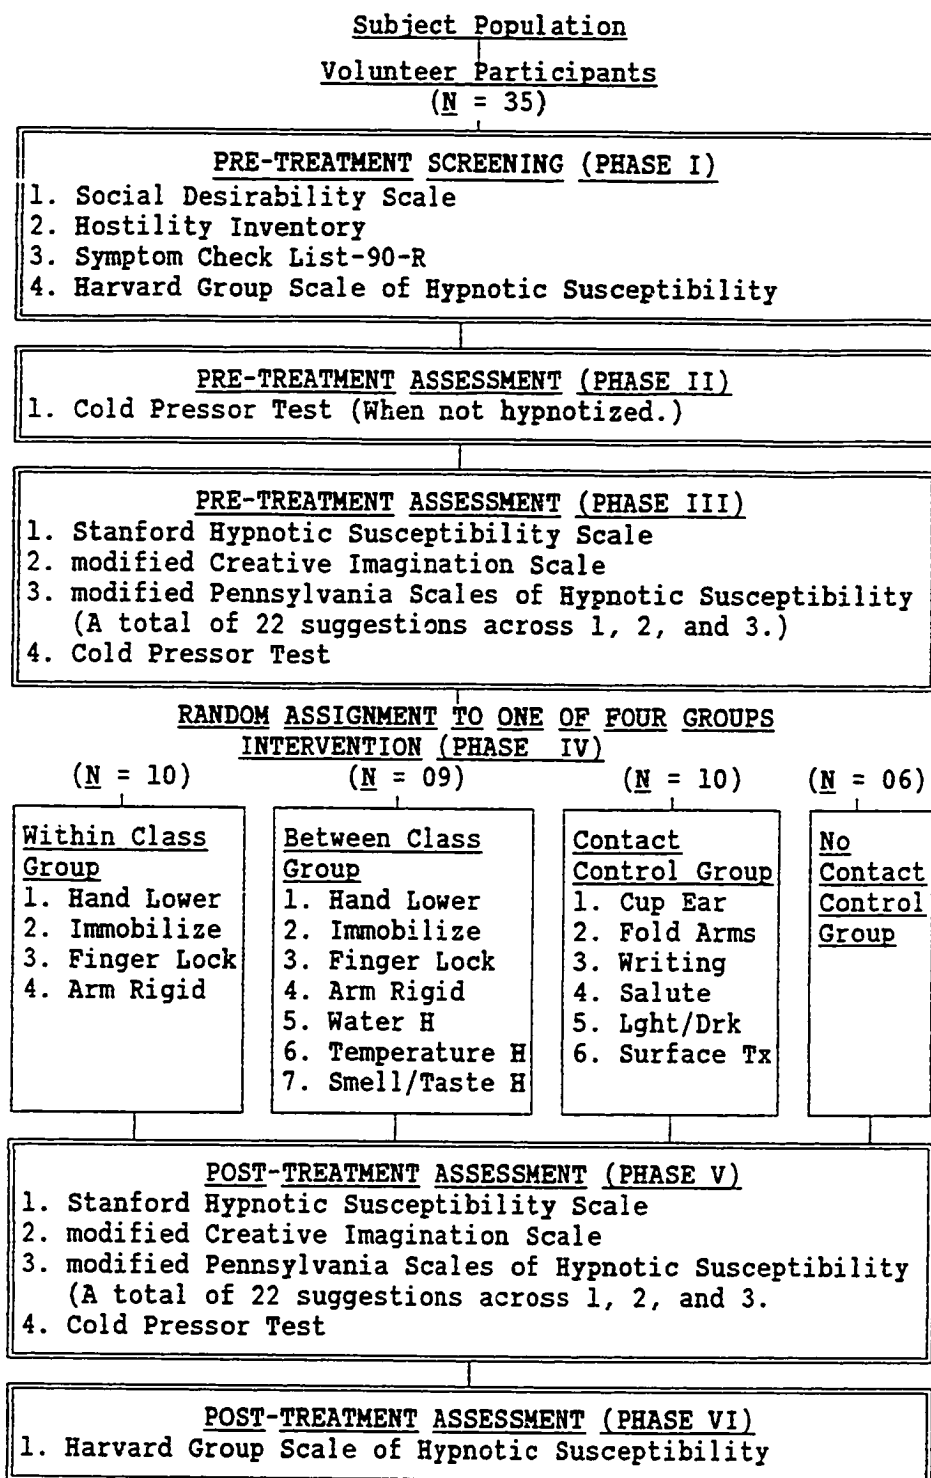 Subject Population
Volunteer Participants
(N = 35)
PRE-TREATMENT SCREENING (PHASE I)
1. Social Desirability Scale
2. Hostility Inventory
3. Symptom Check List-90-R
4. Harvard Group Scale of Hypnotic Susceptibility
PRE-TREATMENT ASSESSMENT (PHASE II)
1. Cold Pressor Test (When not hypnotized.)
PRE-TREATMENT ASSESSMENT (PHASE III)
1. Stanford Hypnotic Susceptibility Scale
2. modified Creative Imagination Scale
3. modified Pennsylvania Scales of Hypnotic Susceptibility
(A total of 22 suggestions across 1, 2, and 3.)
4. Cold Pressor Test
RANDOM ASSIGNMENT TO ONE OF FOUR GROUPS
INTERVENTION (PHASE IV)
(N = 10)
Within Class
Group
1. Hand Lower
2. Immobilize
3. Finger Lock
4. Arm Rigid
(N = 09)
Between Class
Group
1. Hand Lower
2. Immobilize
3. Finger Lock
4. Arm Rigid
5. Water H
6. Temperature H
7. Smell/Taste H
(N = 10)
Contact
Control Group
1. Cup Ear
2. Fold Arms
3. Writing
4. Salute
5. Lght/Drk
6. Surface Tx
(N = 06)
No
Contact
Control
Group
POST-TREATMENT ASSESSMENT (PHASE V)
1. Stanford Hypnotic Susceptibility Scale
2. modified Creative Imagination Scale
3. modified Pennsylvania Scales of Hypnotic Susceptibility
(A total of 22 suggestions across 1, 2, and 3.
4. Cold Pressor Test
POST-TREATMENT ASSESSMENT (PHASE VI)
1. Harvard Group Scale of Hypnotic Susceptibility